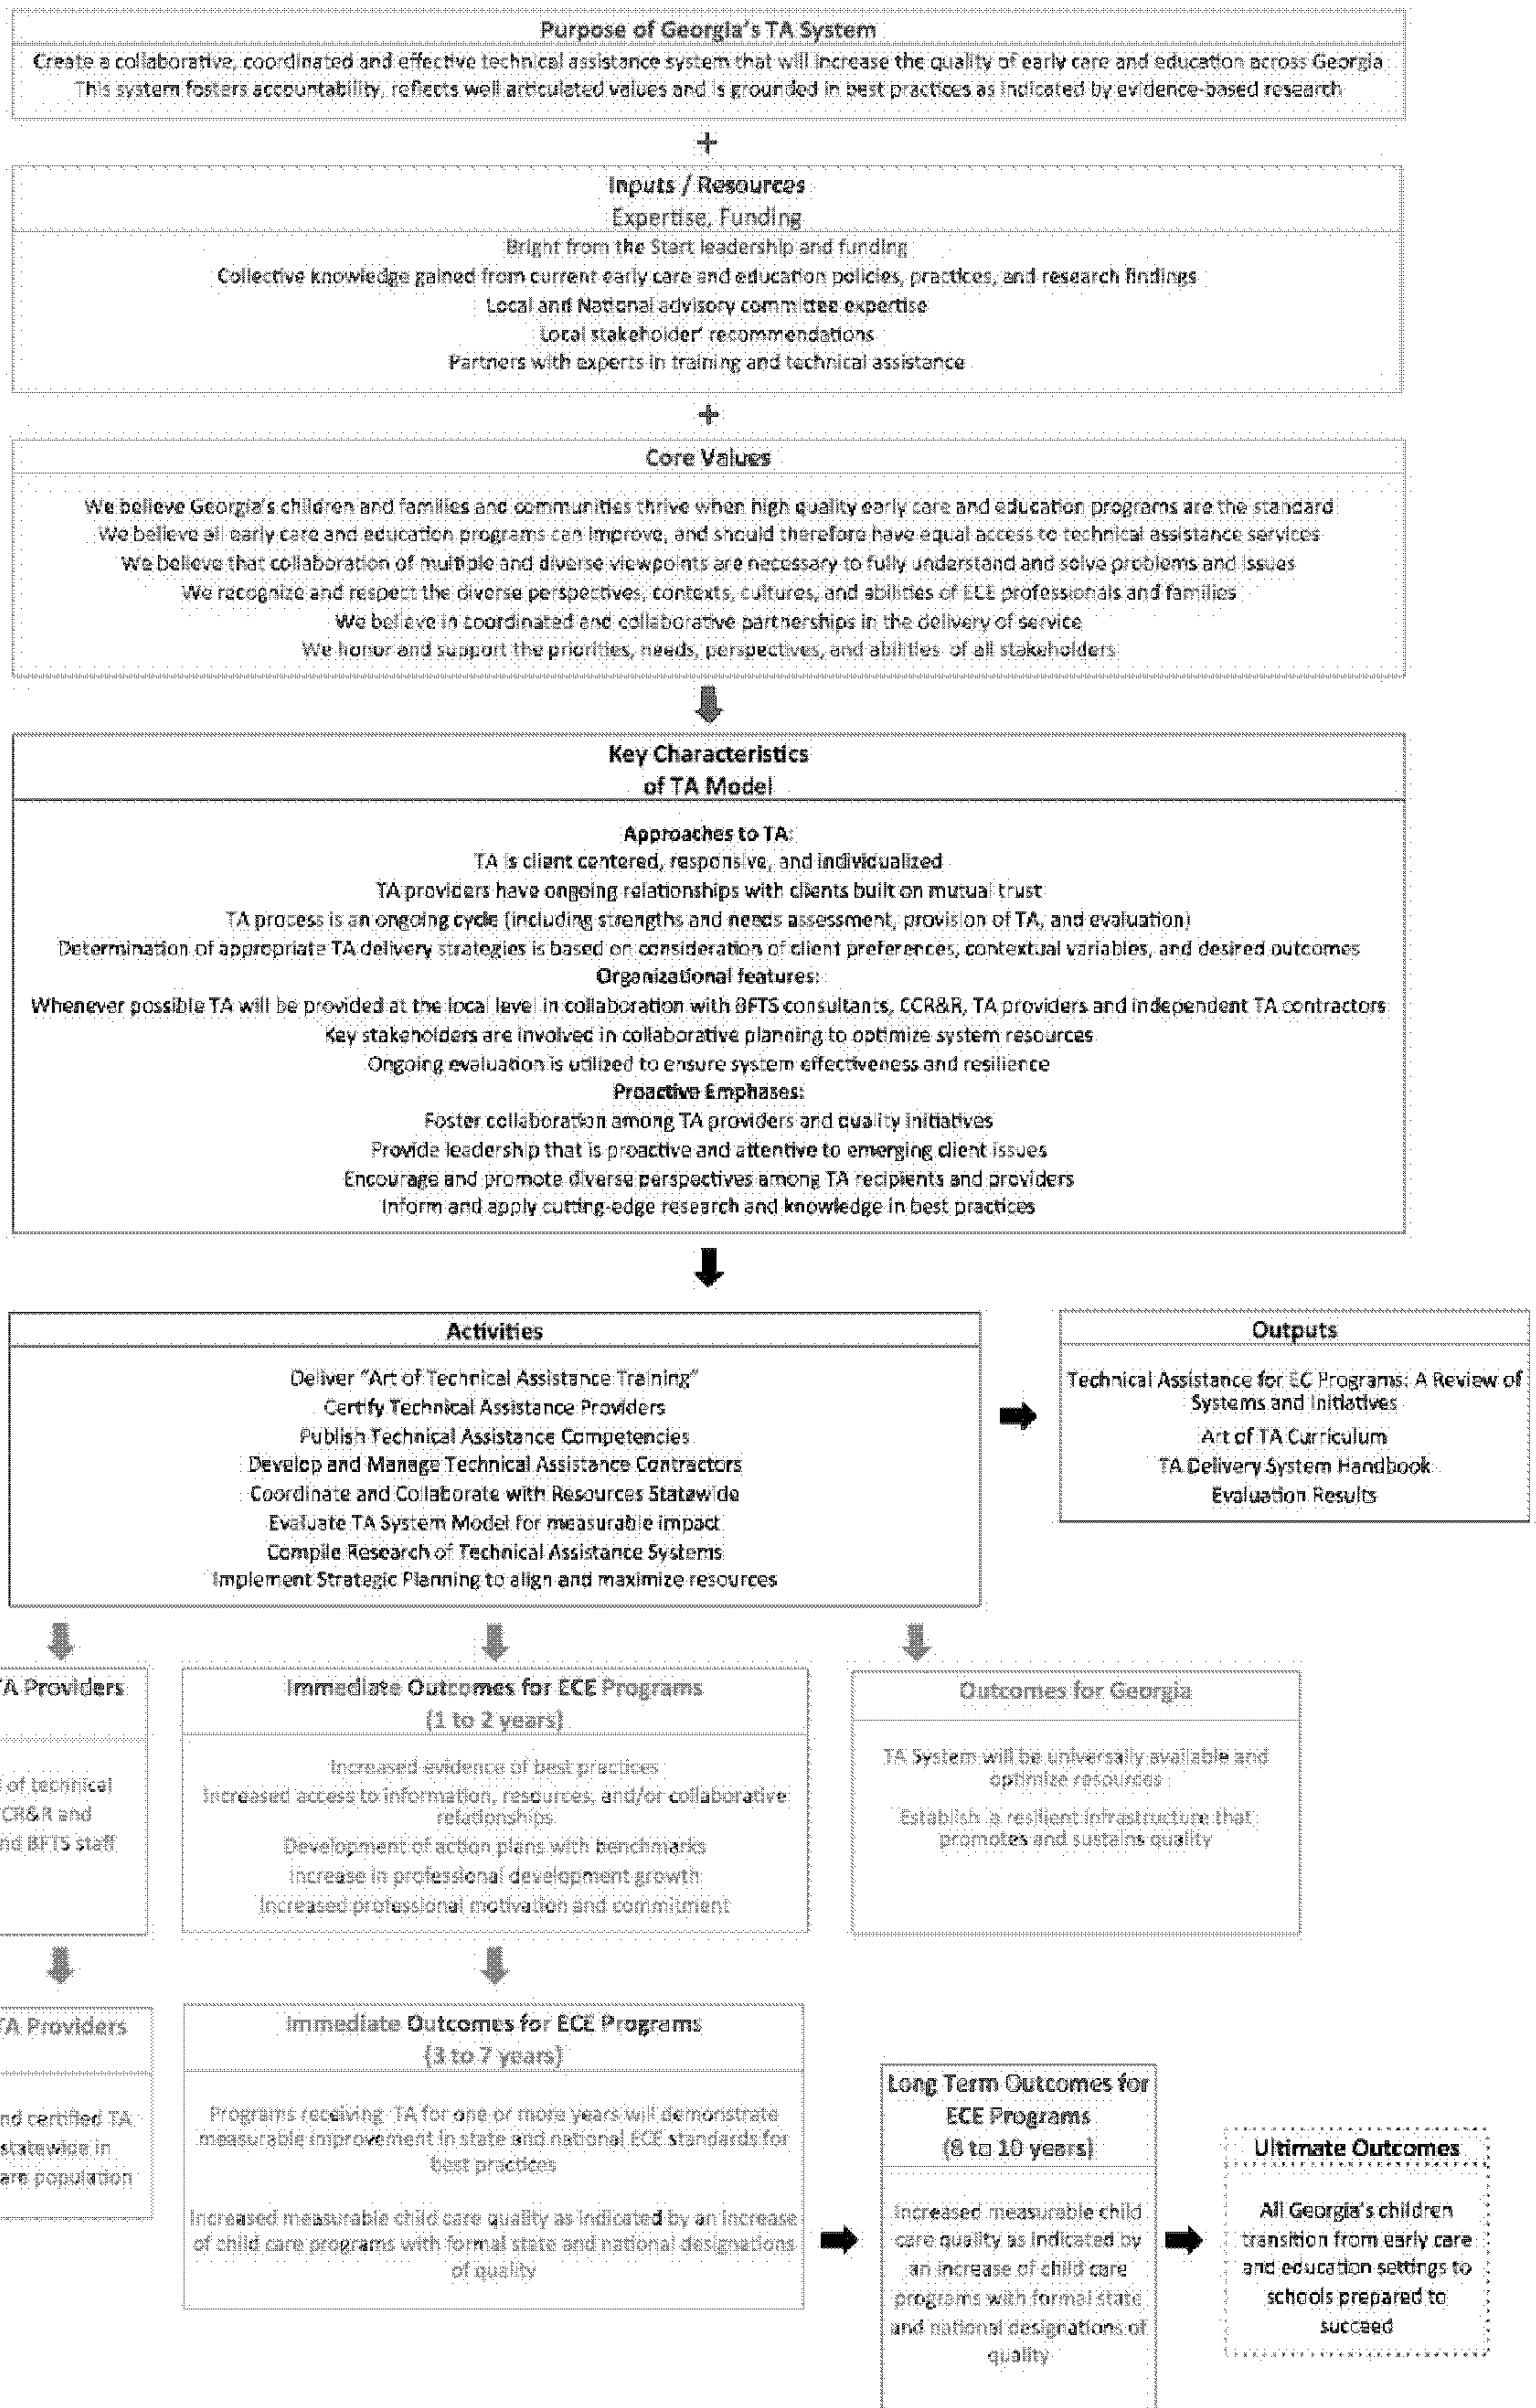 Purpose of Georgia's TA System
Create a collaborative, coordinated and effective technical assistance system that will increase the quality of early care and education across Georgia
This system fosters accountability, reflects well articulated values and is grounded in best practices as indicated by evidence-based research
+
Inputs / Resources
Expertise, Funding
Bright from the Start leadership and funding
Collective knowledge gained from current early care and education policies, practices, and research findings
Local and National advisory committee expertise
Local stakeholder' recommendations
Partners with experts in training and technical assistance
+
Core Values
We believe Georgia's children and families and communities thrive when high quality early care and education programs are the standard
We believe all early care and education programs can improve, and should therefore have equal access to technical assistance services
We believe that collaboration of multiple and diverse viewpoints are necessary to fully understand and solve problems and issues
We recognize and respect the diverse perspectives, contexts, cultures, and abilities of ECE professionals and families
We believe in coordinated and collaborative partnerships in the delivery of service
We honor and support the priorities, needs, perspectives, and abilities of all stakeholders
Key Characteristics
of TA Model
Approaches to TA:
TA is client centered, responsive, and individualized
TA providers have ongoing relationships with clients built on mutual trust
TA process is an ongoing cycle (including strengths and needs assessment, provision of TA, and evaluation)
Determination of appropriate TA delivery strategies is based on consideration of client preferences, contextual variables, and desired outcomes
Organizational features:
Whenever possible TA will be provided at the local level in collaboration with BFTS consultants, CCR&R, TA providers and independent TA contractors
Key stakeholders are involved in collaborative planning to optimize system resources
Ongoing evaluation is utilized to ensure system effectiveness and resilience
Proactive Emphases:
Foster collaboration among TA providers and quality initiatives
Provide leadership that is proactive and attentive to emerging client issues
Encourage and promote diverse perspectives among TA recipients and providers
Inform and apply cutting-edge research and knowledge in best practices
Activities
Deliver "Art of Technical Assistance Training"
Certify Technical Assistance Providers
Publish Technical Assistance Competencies
Develop and Manage Technical Assistance Contractors
Coordinate and Collaborate with Resources Statewide
Evaluate TA System Model for measurable impact
Compile Research of Technical Assistance Systems
Implement Strategic Planning to align and maximize resources
Outputs
Technical Assistance for EC Programs: A Review of
Systems and Initiatives
Art of TA Curriculum
TA Delivery System Handbook
Evaluation Results
TA Providers
of technical
CR&R and
nd BFTS staff
Immediate Outcomes for ECE Programs
(1 to 2 years)
Increased evidence of best practices
Increased access to information, resources, and/or collaborative
relationships
Development of action plans with benchmarks
Increase in professional development growth
Increased professional motivation and commitment
Outcomes for Georgia
TA System will be universally available and
optimize resources
Establish a resilient infrastructure that
promotes and sustains quality
TA Providers
nd certified TA
statewide in
are population
Immediate Outcomes for ECE Programs
(3 to 7 years)
Programs receiving TA for one or more years will demonstrate
measurable improvement in state and national ECE standards for
best practices
Increased measurable child care quality as indicated by an increase
of child care programs with formal state and national designations
of quality
Long Term Outcomes for
ECE Programs
(8 to 10 years)
Increased measurable child
care quality as indicated by
an increase of child care
programs with formal state
and national designations of
quality
Ultimate Outcomes
All Georgia's children
transition from early care
and education settings to
schools prepared to
succeed